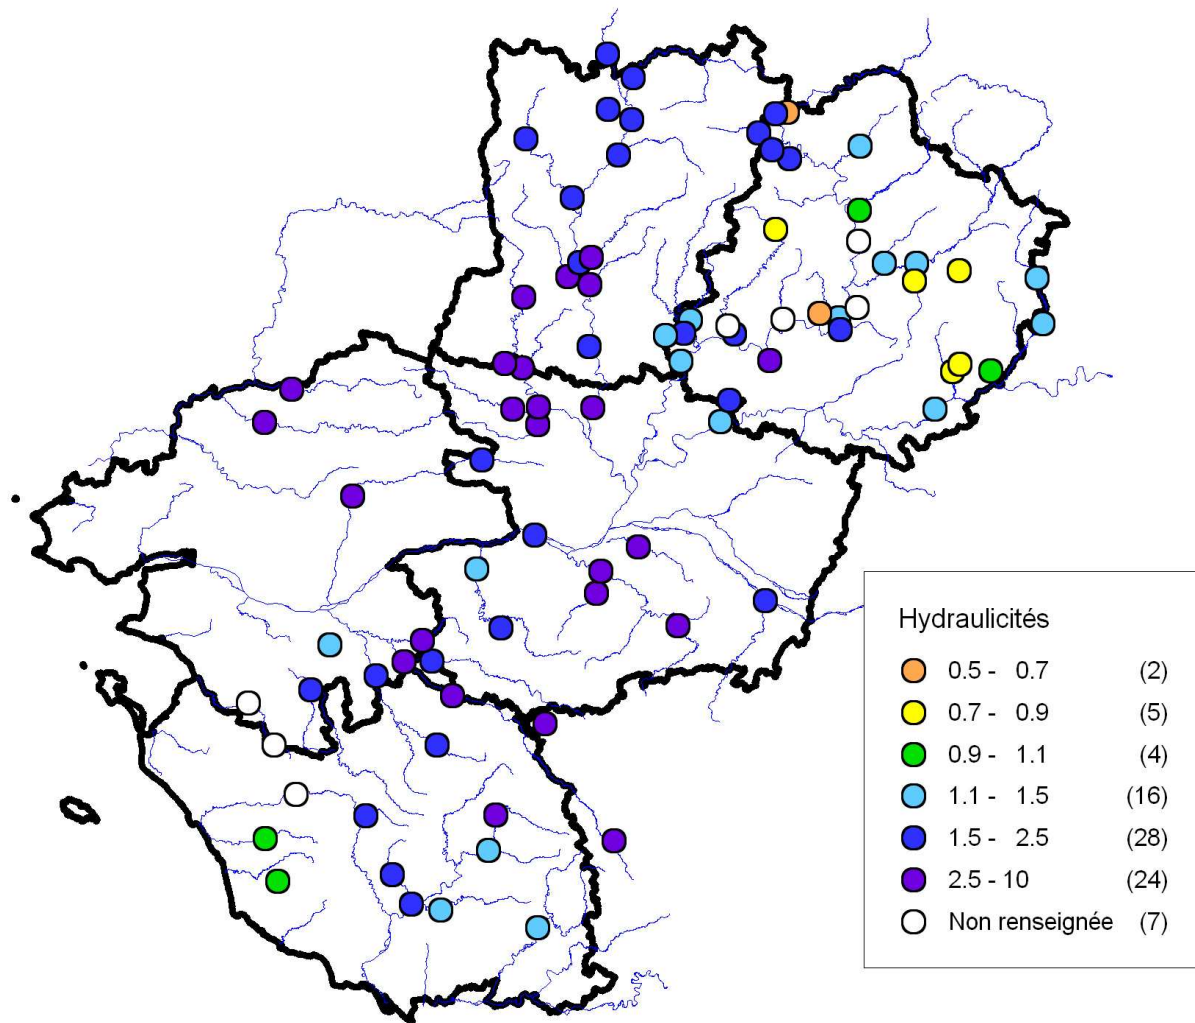 Hydraulicités
0.5 - 0.7 (2)
0.7 - 0.9 (5)
0.9 - 1.1 (4)
1.1 - 1.5 (16)
1.5 - 2.5 (28)
2.5 - 10 (24)
Non renseignée (7)